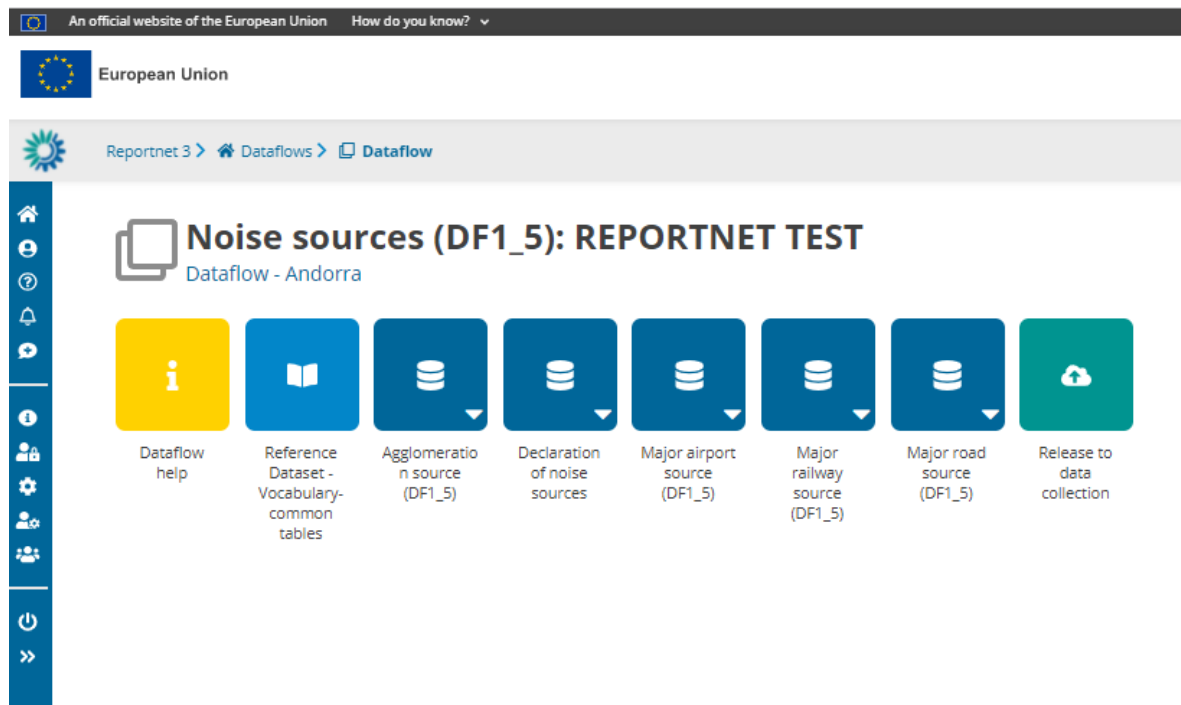 An official website of the European Union How do you know?
European Union
Reportnet 3 Dataflows Dataflow
Noise sources (DF1_5): REPORTNET TEST
Dataflow - Andorra
Dataflow
help
Reference
Dataset -
Vocabulary-
common
tables
Agglomeratio
n source
(DF1_5)
Declaration
of noise
sources
Major airport
source
(DF1_5)
Major
railway
source
(DF1_5)
Major road
source
(DF1_5)
Release to
data
collection